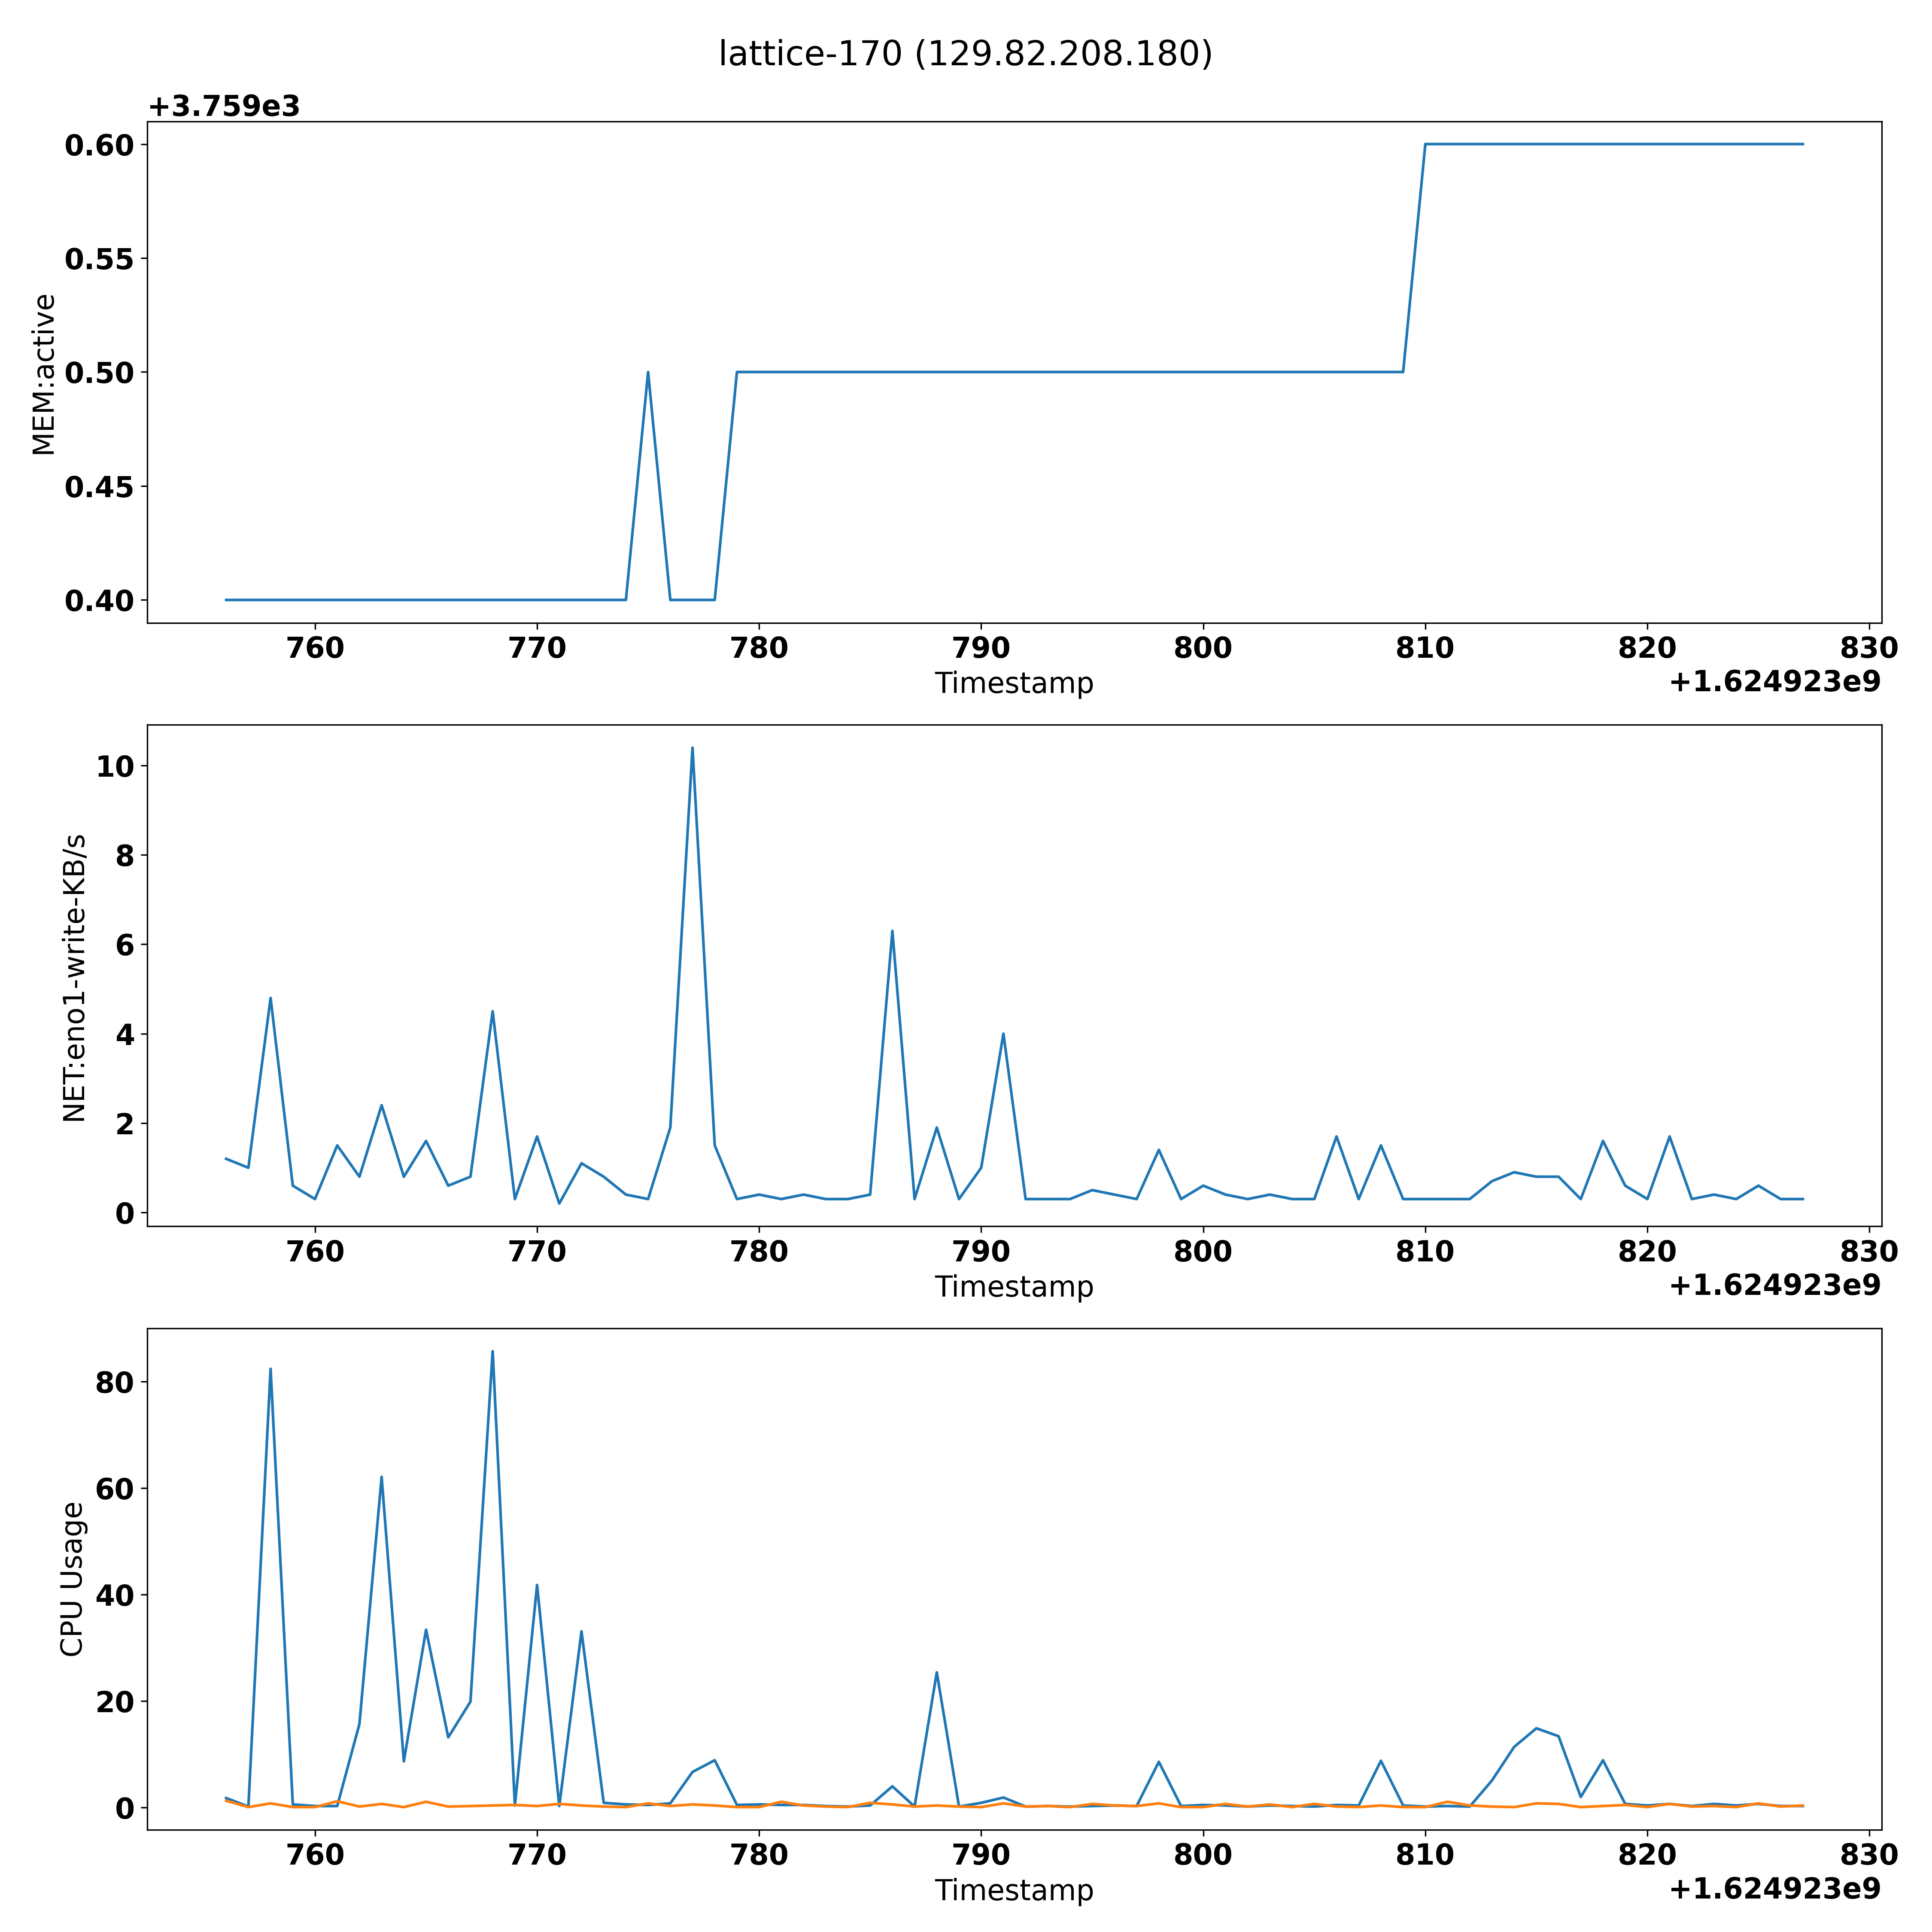 lattice-170 (129.82.208.180)
+3.759e3
0.60
0.55
0.50
0.45
0.40
MEM:active
760 770 780 790 800 810 820 830
Timestamp
+1.624923e9
10
8
6
4
2
0
NET:eno1-write-KB/s
760 770 780 790 800 810 820 830
Timestamp
+1.624923e9
80
60
40
20
0
CPU Usage
760 770 780 790 800 810 820 830
Timestamp
+1.624923e9